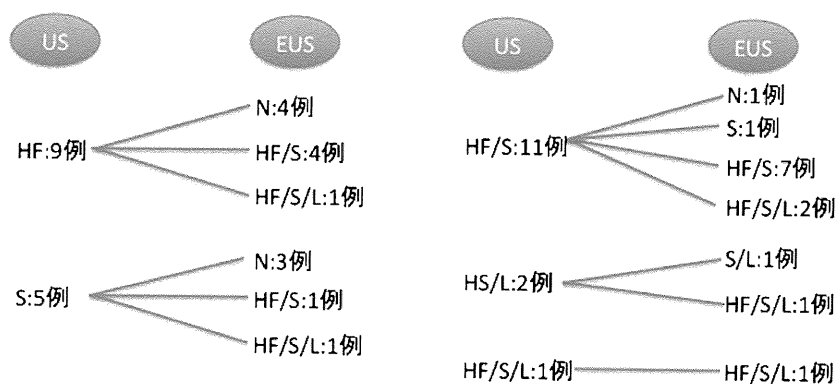 US
EUS
HF:9例
N:4例
HF/S:4例
HF/S/L:1例
S:5例
N:3例
HF/S:1例
HF/S/L:1例
US
EUS
HF/S:11例
N:1例
S:1例
HF/S:7例
HF/S/L:2例
HS/L:2例
S/L:1例
HF/S/L:1例
HF/S/L:1例
HF/S/L:1例